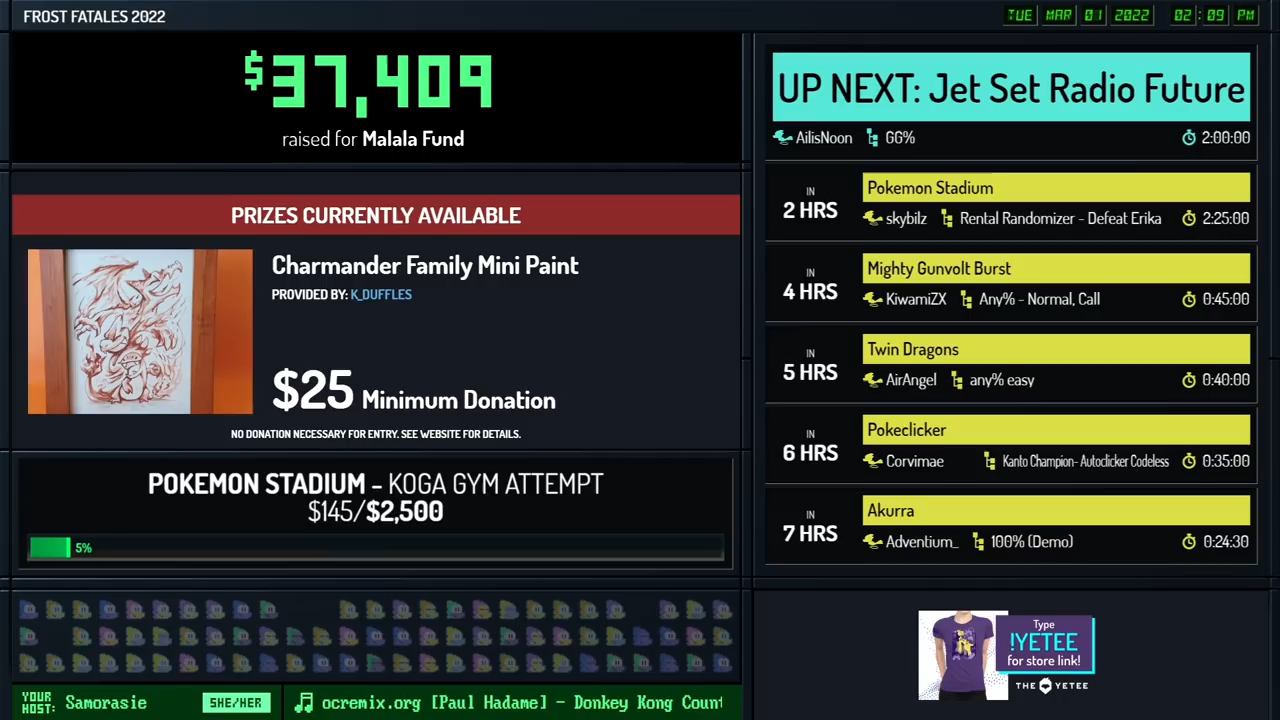 FROST FATALES 2022
TUE MAR 01 2022 02:09 PM
$37,409
raised for Malala Fund
PRIZES CURRENTLY AVAILABLE
Charmander Family Mini Paint
PROVIDED BY: K_DUFFLES
$25 Minimum Donation
NO DONATION NECESSARY FOR ENTRY. SEE WEBSITE FOR DETAILS.
POKEMON STADIUM - KOGA GYM ATTEMPT
$145/$2,500
5%
YOUR HOST: Samorasie SHE/HER
ocremix.org [Paul Hadame] - Donkey Kong Count
UP NEXT: Jet Set Radio Future
AilisNoon GG% 2:00:00
IN 2 HRS
Pokemon Stadium
skybilz Rental Randomizer - Defeat Erika 2:25:00
IN 4 HRS
Mighty Gunvolt Burst
KiwamiZX Any% - Normal, Call 0:45:00
IN 5 HRS
Twin Dragons
AirAngel any% easy 0:40:00
IN 6 HRS
Pokeclicker
Corvimae Kanto Champion- Autoclicker Codeless 0:35:00
IN 7 HRS
Akurra
Adventium_ 100% (Demo) 0:24:30
Type
!YETEE
for store link!
THE YETEE